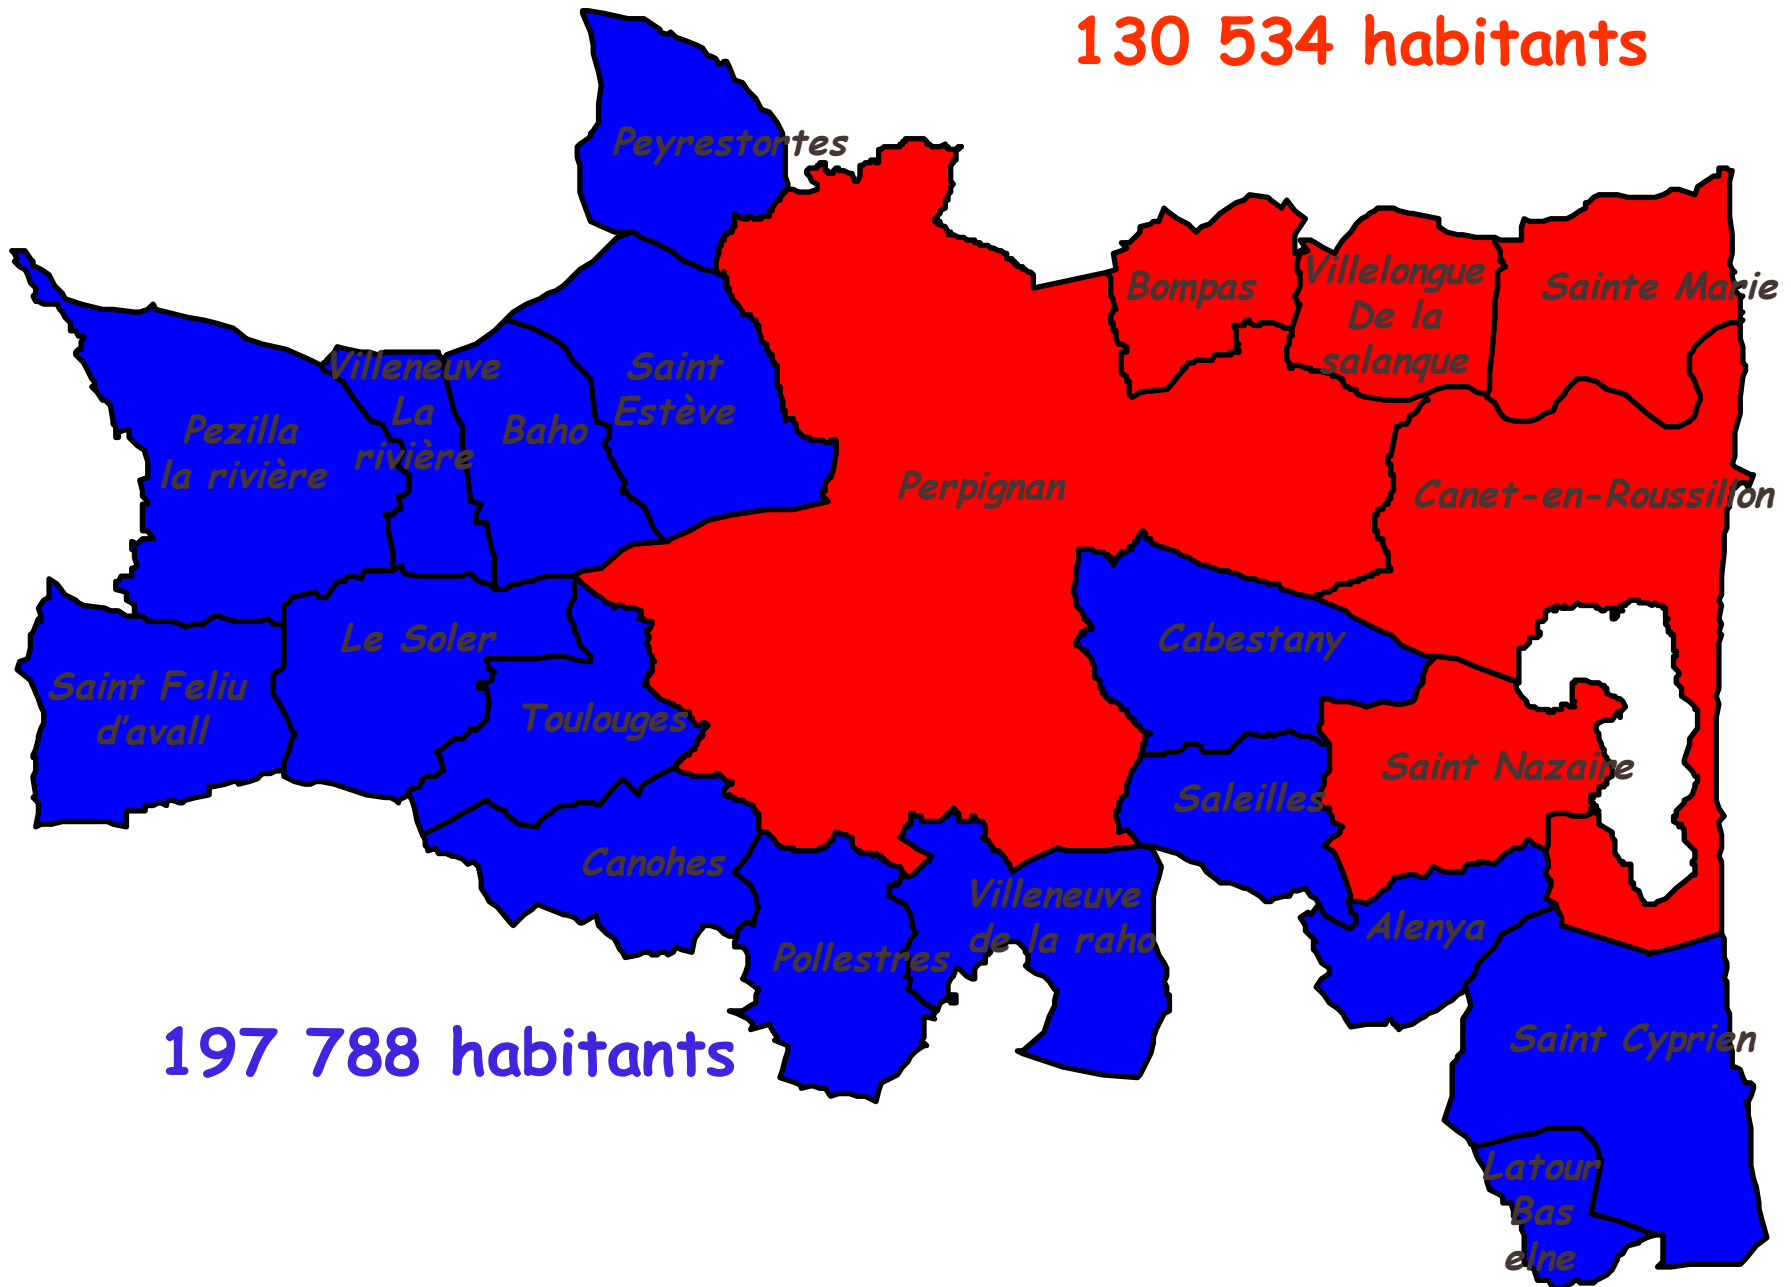 130 534 habitants
Peyrestortes
Bompas
Villelongue
De la
salanque
Sainte Marie
Villeneuve
La
rivière
Saint
Estève
Baho
Pezilla
la rivière
Perpignan
Canet-en-Roussillon
Le Soler
Cabestany
Saint Feliu
d'avall
Toulouges
Saint Nazaire
Saleilles
Canohes
Villeneuve
de la raho
Alenya
Pollestres
197 788 habitants
Saint Cyprien
Latour
Bas
elne